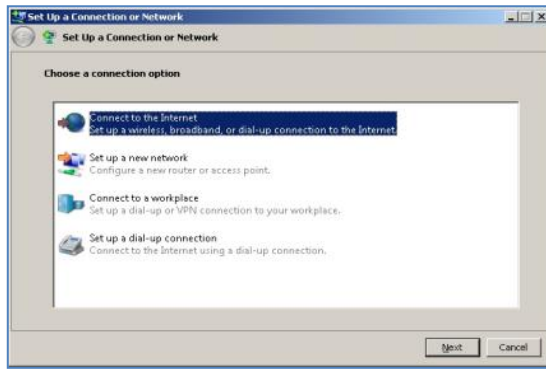 Set Up a Connection or Network
Set Up a Connection or Network
Choose a connection option
Connect to the Internet
Set up a wireless, broadband, or dial-up connection to the Internet.
Set up a new network
Configure a new router or access point.
Connect to a workplace
Set up a dial-up or VPN connection to your workplace.
Set up a dial-up connection
Connect to the Internet using a dial-up connection.
Next Cancel